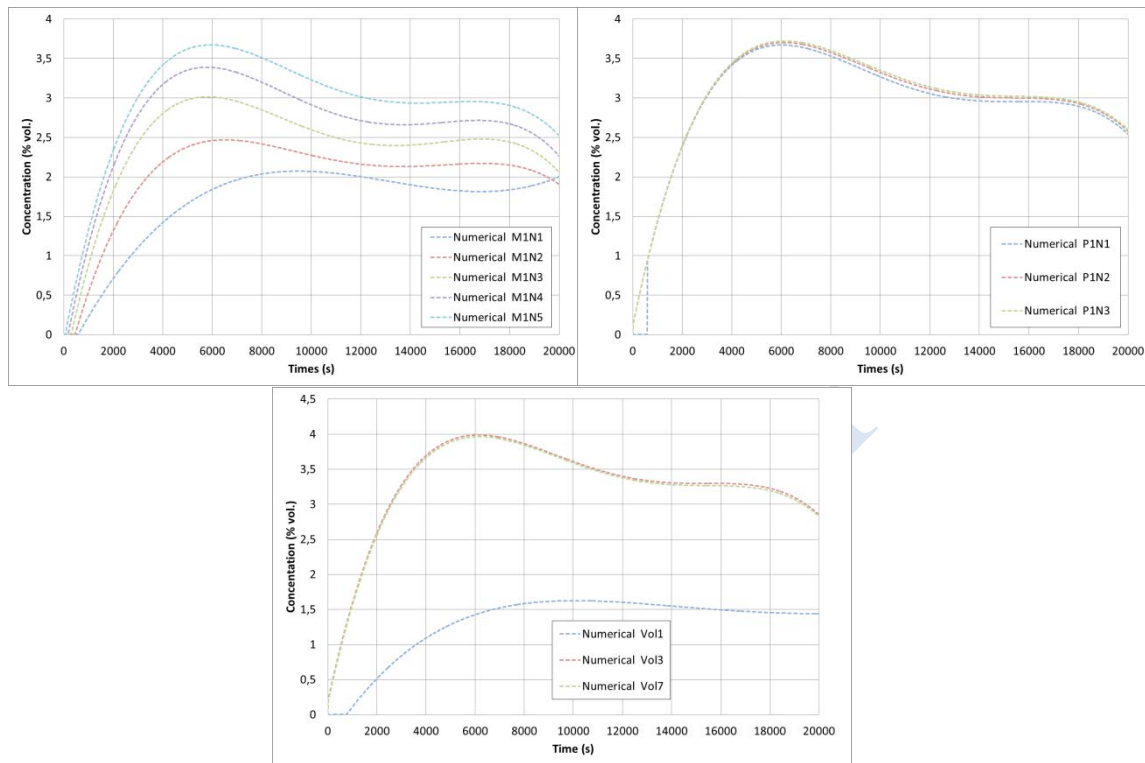 4
3,5
3
2,5
2
1,5
1
0,5
0
Concentration (% vol.)
0 2000 4000 6000 8000 10000 12000 14000 16000 18000 20000
Times (s)
Numerical M1N1
Numerical M1N2
Numerical M1N3
Numerical M1N4
Numerical M1N5
4
3,5
3
2,5
2
1,5
1
0,5
0
Concentration (% vol.)
0 2000 4000 6000 8000 10000 12000 14000 16000 18000 20000
Times (s)
Numerical P1N1
Numerical P1N2
Numerical P1N3
4,5
4
3,5
3
2,5
2
1,5
1
0,5
0
Concentation (% vol.)
0 2000 4000 6000 8000 10000 12000 14000 16000 18000 20000
Time (s)
Numerical Vol1
Numerical Vol3
Numerical Vol7